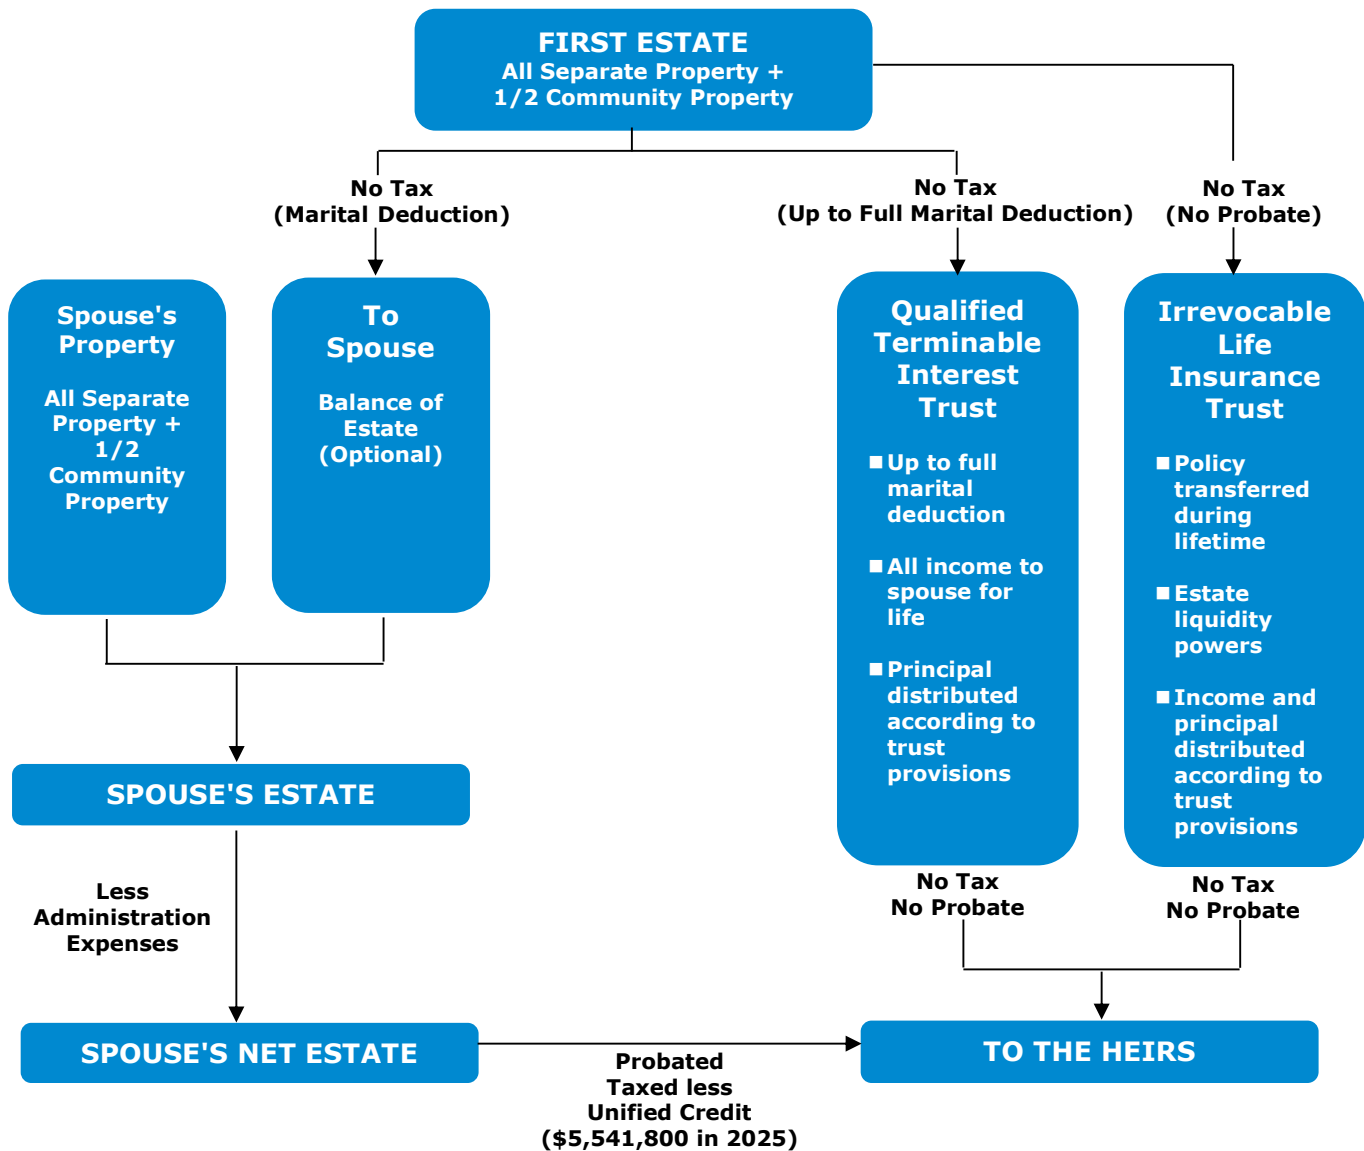 FIRST ESTATE
All Separate Property +
1/2 Community Property
No Tax
(Marital Deduction)
No Tax
(Up to Full Marital Deduction)
No Tax
(No Probate)
Spouse's
Property
All Separate
Property +
1/2
Community
Property
To
Spouse
Balance of
Estate
(Optional)
Qualified
Terminable
Interest
Trust
■ Up to full
marital
deduction
■ All income to
spouse for
life
■ Principal
distributed
according to
trust
provisions
Irrevocable
Life
Insurance
Trust
■ Policy
transferred
during
lifetime
■ Estate
liquidity
powers
■ Income and
principal
distributed
according to
trust
provisions
SPOUSE'S ESTATE
Less
Administration
Expenses
No Tax
No Probate
No Tax
No Probate
SPOUSE'S NET ESTATE
Probated
Taxed less
Unified Credit
($5,541,800 in 2025)
TO THE HEIRS